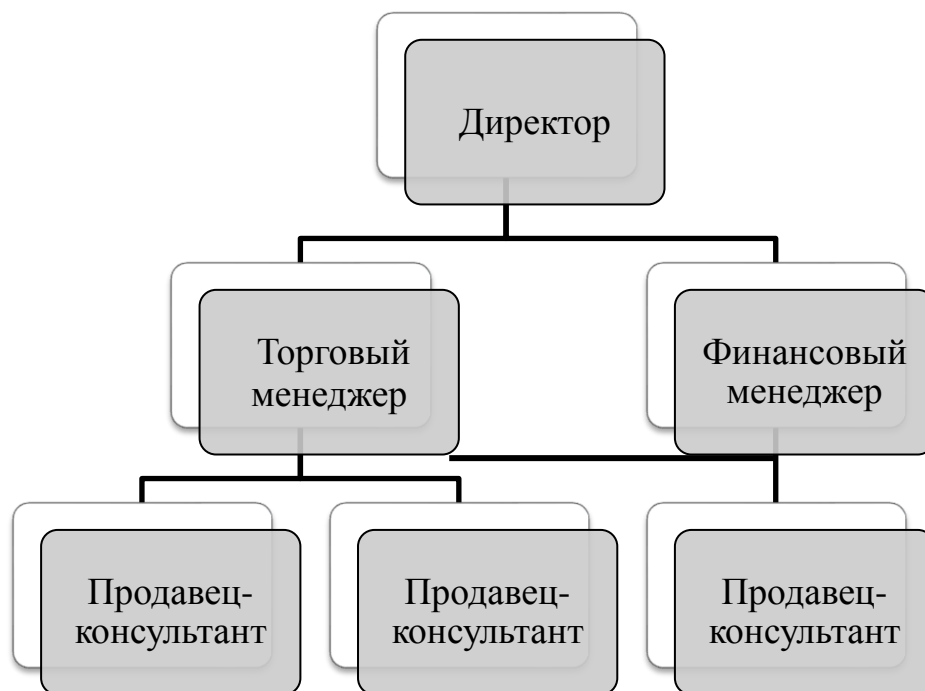 Директор
Торговый
менеджер
Финансовый
менеджер
Продавец-
консультант
Продавец-
консультант
Продавец-
консультант